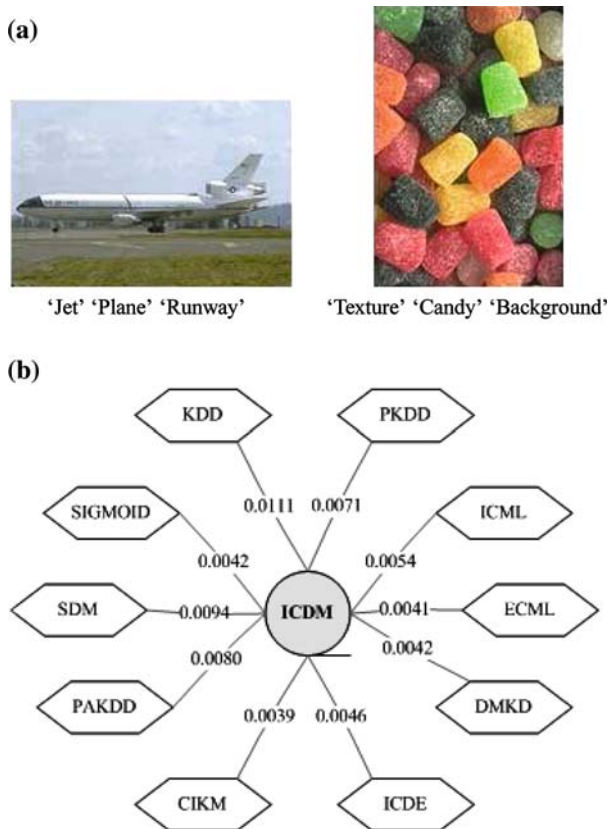 (a)
'Jet' 'Plane' 'Runway'
'Texture' 'Candy' 'Background'
(b)
KDD
PKDD
0.0111
0.0071
SIGMOID
ICML
0.0042
0.0054
SDM
0.0094
ICDM
0.0041
ECML
0.0080
0.0042
PAKDD
DMKD
0.0039
0.0046
CIKM
ICDE